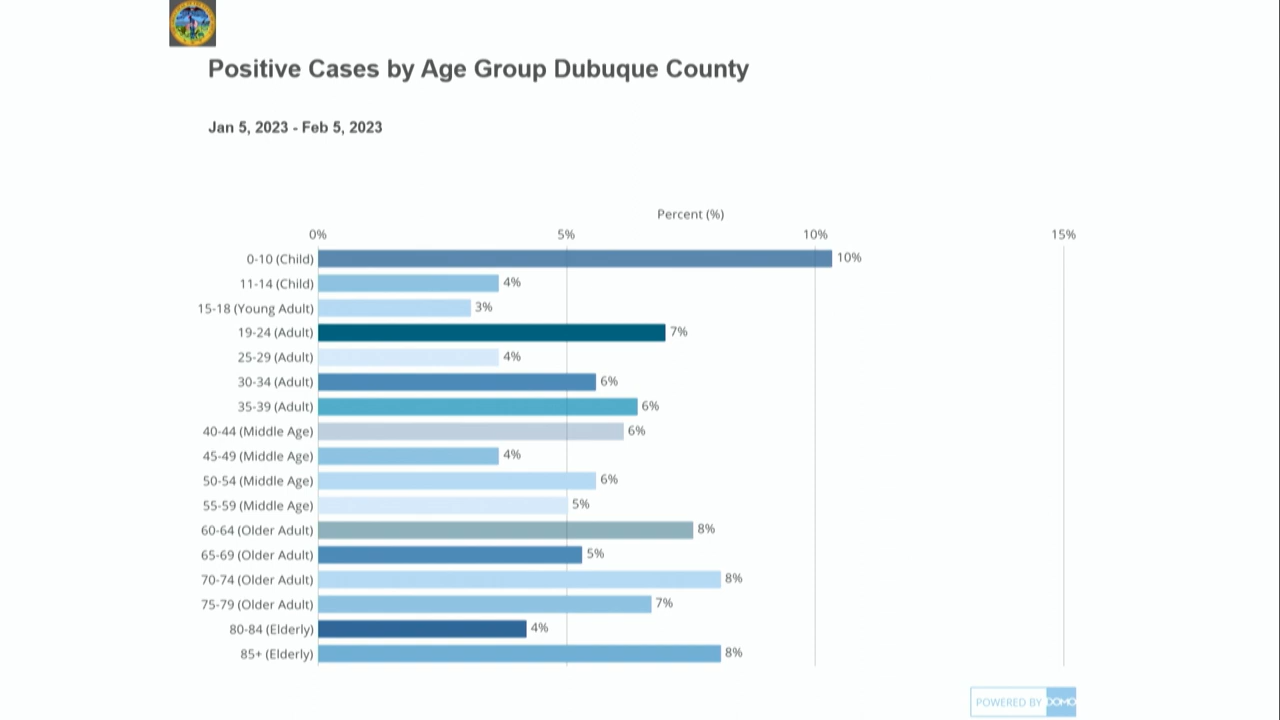 Positive Cases by Age Group Dubuque County
Jan 5, 2023 - Feb 5, 2023
Percent (%)
0% 5% 10% 15%
0-10 (Child) 10%
11-14 (Child) 4%
15-18 (Young Adult) 3%
19-24 (Adult) 7%
25-29 (Adult) 4%
30-34 (Adult) 6%
35-39 (Adult) 6%
40-44 (Middle Age) 6%
45-49 (Middle Age) 4%
50-54 (Middle Age) 6%
55-59 (Middle Age) 5%
60-64 (Older Adult) 8%
65-69 (Older Adult) 5%
70-74 (Older Adult) 8%
75-79 (Older Adult) 7%
80-84 (Elderly) 4%
85+ (Elderly) 8%
POWERED BY DOMO